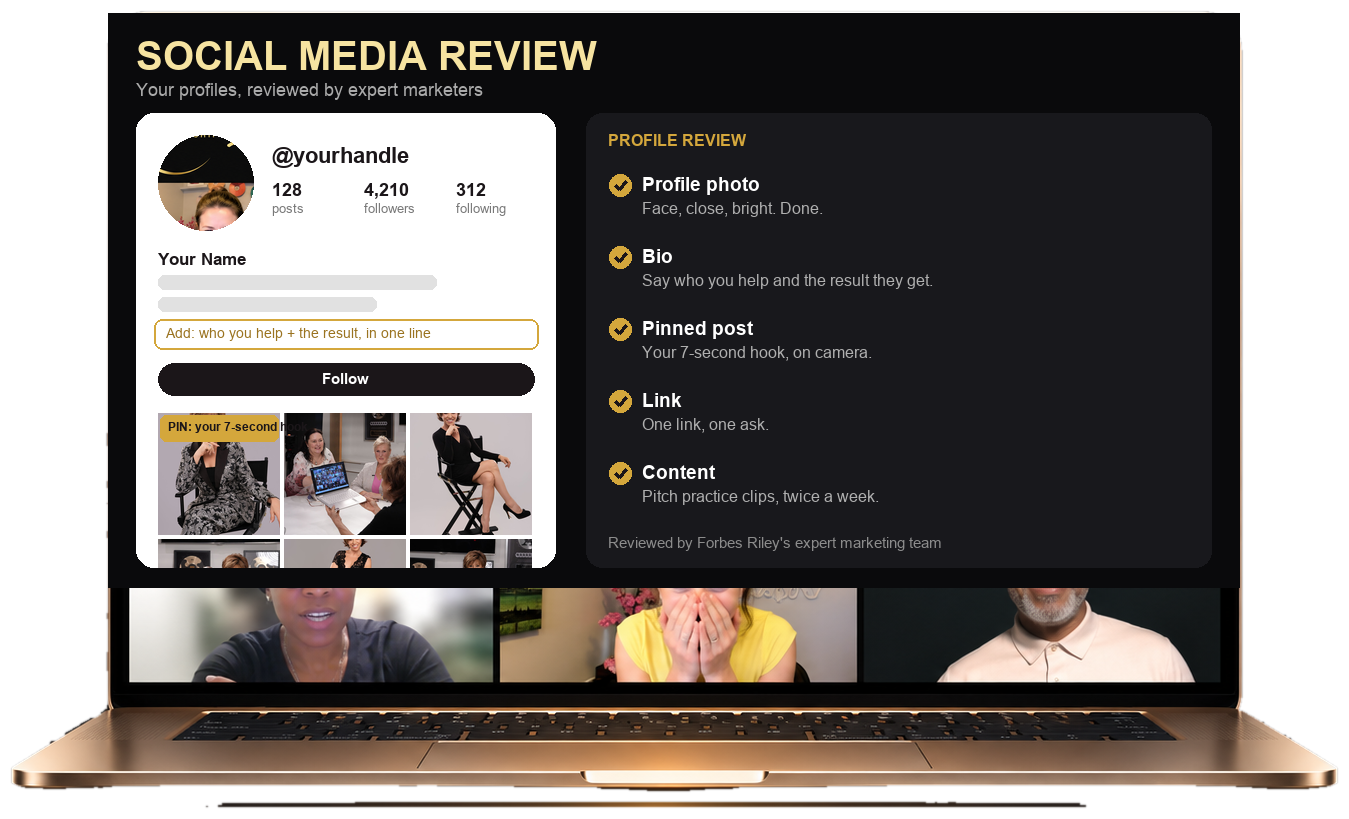 SOCIAL MEDIA REVIEW
Your profiles, reviewed by expert marketers
@yourhandle
128
4,210
312
posts
followers
following
Your Name
Add: who you help + the result, in one line
Follow
PIN: your 7-second hook
PROFILE REVIEW
Profile photo
Face, close, bright. Done.
Bio
Say who you help and the result they get.
Pinned post
Your 7-second hook, on camera.
Link
One link, one ask.
Content
Pitch practice clips, twice a week.
Reviewed by Forbes Riley's expert marketing team